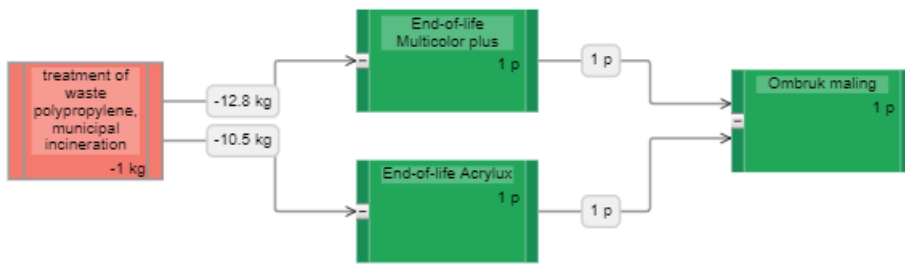 treatment of
waste
polypropylene,
municipal
incineration
-1 kg
-12.8 kg
-10.5 kg
End-of-life
Multicolor plus
1 p
1 p
End-of-life Acrylux
1 p
1 p
Ombruk maling
1 p